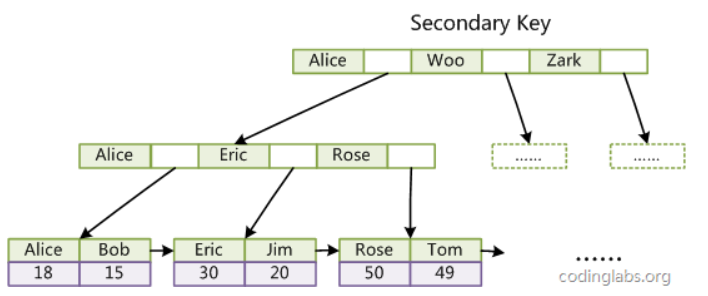 Secondary Key
Alice Woo Zark
Alice Eric Rose
...... ......
Alice Bob Eric Jim Rose Tom
18 15 30 20 50 49
......
codinglabs.org